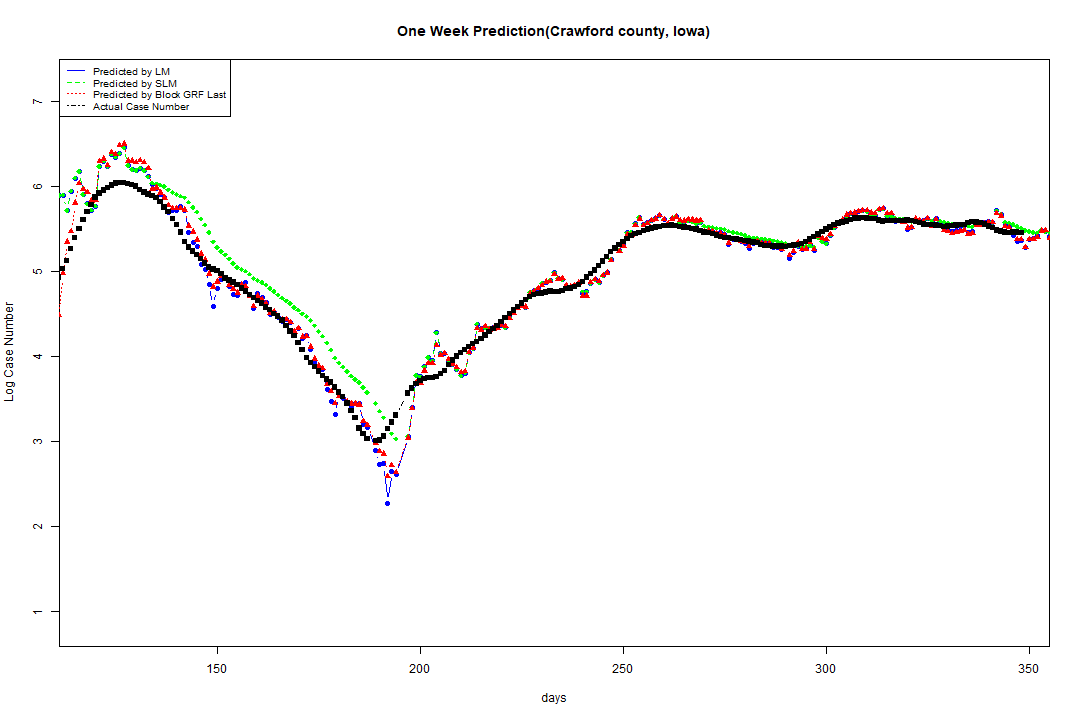 One Week Prediction(Crawford county, Iowa)
Predicted by LM
Predicted by SLM
Predicted by Block GRF Last
Actual Case Number
7
6
5
4
3
2
1
Log Case Number
150 200 250 300 350
days